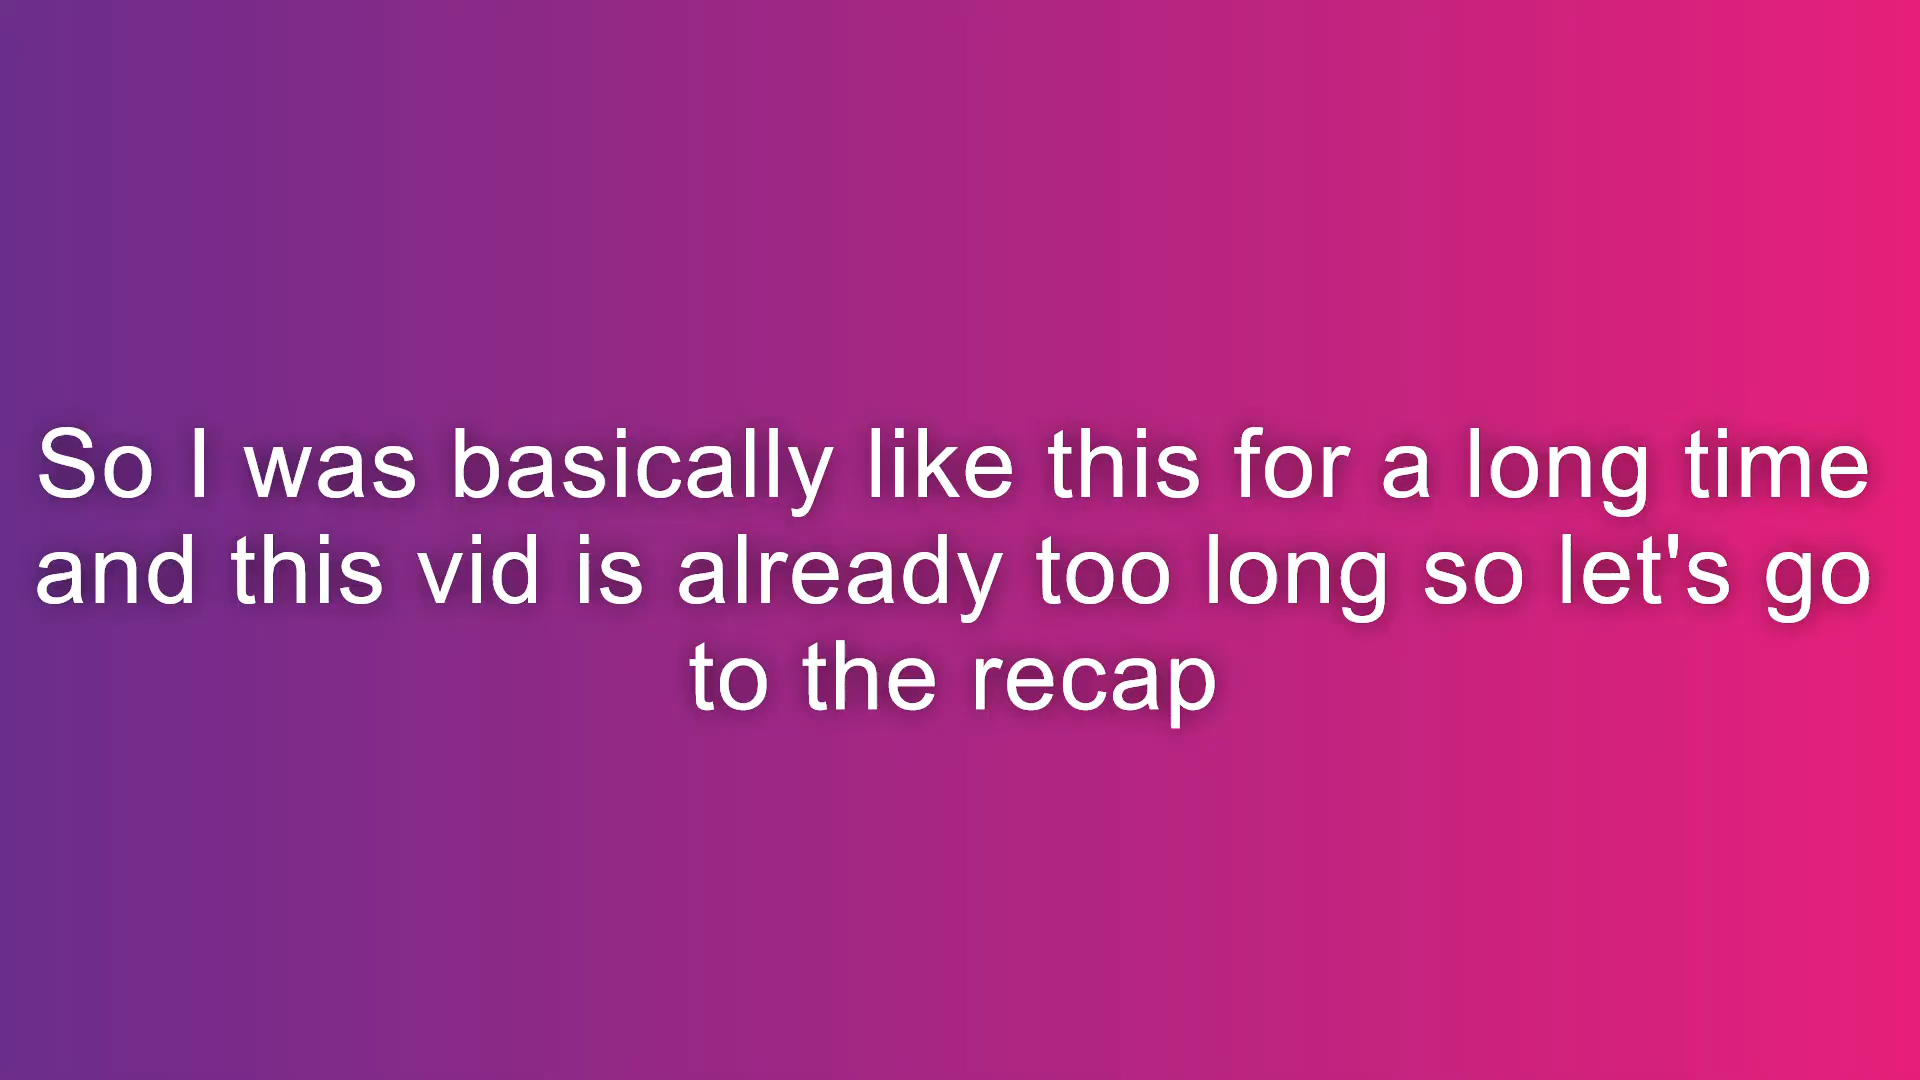 So I was basically like this for a long time
and this vid is already too long so let's go
to the recap